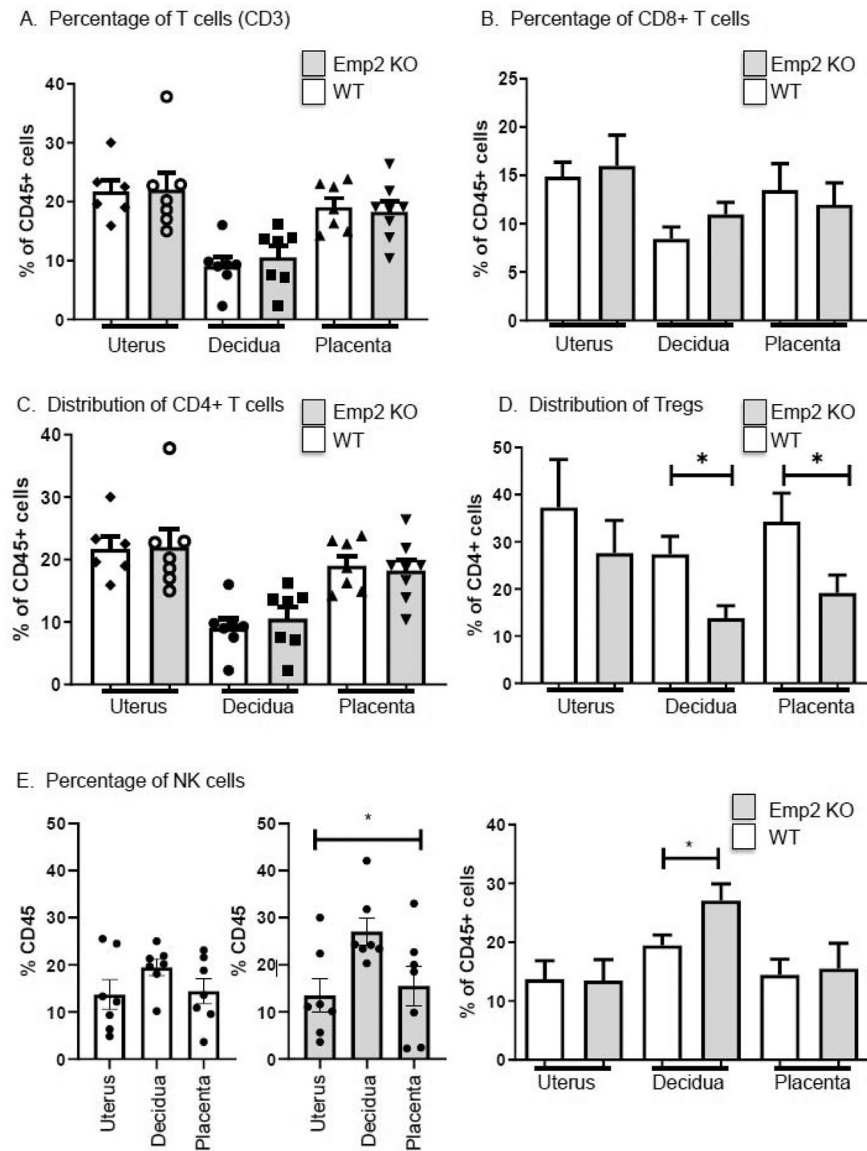 A. Percentage of T cells (CD3)
Emp2 KO
WT
% of CD45+ cells
40
30
20
10
0
Uterus Decidua Placenta
B. Percentage of CD8+ T cells
Emp2 KO
WT
% of CD45+ cells
25
20
15
10
5
0
Uterus Decidua Placenta
C. Distribution of CD4+ T cells
Emp2 KO
WT
% of CD45+ cells
40
30
20
10
0
Uterus Decidua Placenta
D. Distribution of Tregs
Emp2 KO
WT
% of CD4+ cells
50
40
30
20
10
0
* *
Uterus Decidua Placenta
E. Percentage of NK cells
% CD45
50
40
30
20
10
0
Uterus
Decidua
Placenta
% CD45
50
40
30
20
10
0
*
Uterus
Decidua
Placenta
Emp2 KO
WT
% of CD45+ cells
40
30
20
10
0
*
Uterus Decidua Placenta